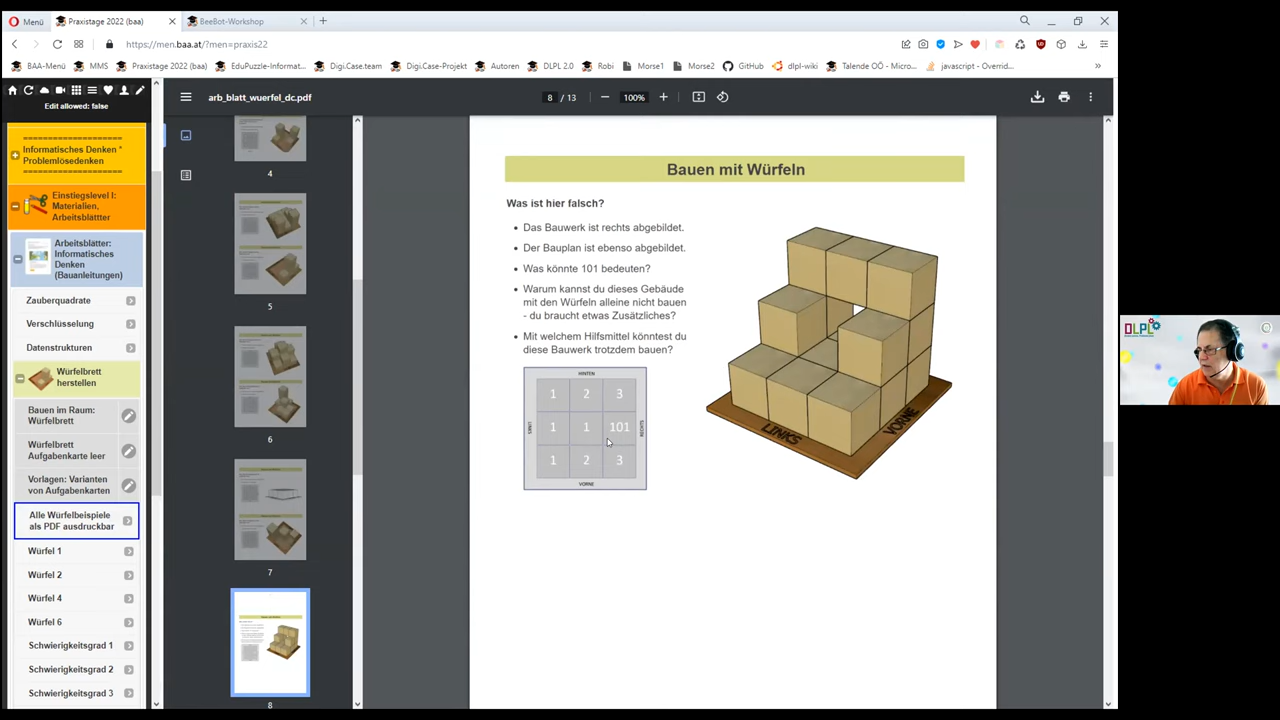 Menü
Praxistage 2022 (baa)
BeeBot-Workshop
https://men.baa.at/?men=praxis22
BAA-Menü
MMS
Praxistage 2022 (baa)
EduPuzzle-Informat...
Digi.Case.team
Digi.Case-Projekt
Autoren
DLPL 2.0
Robi
Morse1
Morse2
GitHub
dlpl-wiki
Talende OÖ - Micro...
javascript - Overrid...
Edit allowed: false
====================
Informatisches Denken *
Problemlösedenken
====================
Einstiegslevel I:
Materialien,
Arbeitsblättter
Arbeitsblätter:
Informatisches
Denken
(Bauanleitungen)
Zauberquadrate
Verschlüsselung
Datenstrukturen
Würfelbrett
herstellen
Bauen im Raum:
Würfelbrett
Würfelbrett
Aufgabenkarte leer
Vorlagen: Varianten
von Aufgabenkarten
Alle Würfelbeispiele
als PDF ausdruckbar
Würfel 1
Würfel 2
Würfel 4
Würfel 6
Schwierigkeitsgrad 1
Schwierigkeitsgrad 2
Schwierigkeitsgrad 3
arb_blatt_wuerfel_dc.pdf
8 / 13
100%
4
5
6
7
8
Bauen mit Würfeln
Was ist hier falsch?
• Das Bauwerk ist rechts abgebildet.
• Der Bauplan ist ebenso abgebildet.
• Was könnte 101 bedeuten?
• Warum kannst du dieses Gebäude
mit den Würfeln alleine nicht bauen
- du braucht etwas Zusätzliches?
• Mit welchem Hilfsmittel könntest du
diese Bauwerk trotzdem bauen?
HINTEN
1 2 3
LINKS
1 1 101
RECHTS
1 2 3
VORNE
LINKS
VORNE
DLPL